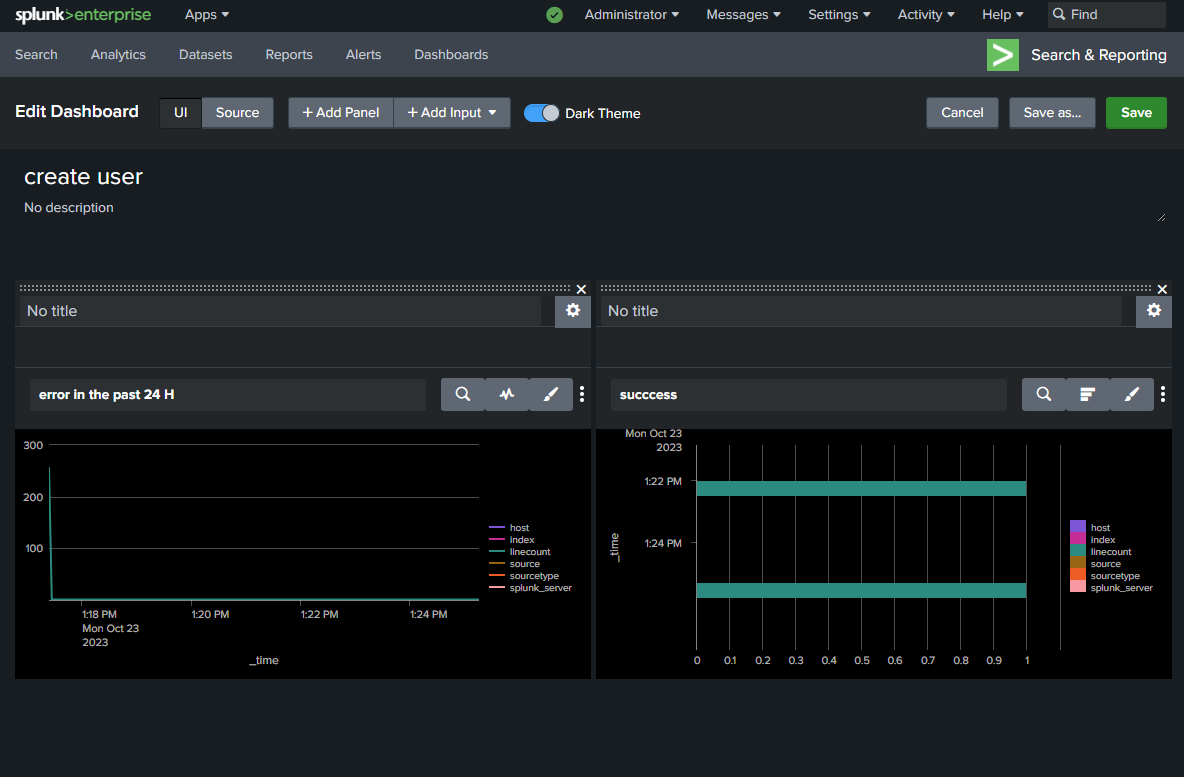 splunk>enterprise Apps Administrator Messages Settings Activity Help Find
Search Analytics Datasets Reports Alerts Dashboards Search & Reporting
Edit Dashboard UI Source + Add Panel + Add Input Dark Theme Cancel Save as... Save
create user
No description
No title
error in the past 24 H
300
200
100
host
index
linecount
source
sourcetype
splunk_server
1:18 PM 1:20 PM 1:22 PM 1:24 PM
Mon Oct 23
2023
_time
No title
succcess
Mon Oct 23
2023
1:22 PM
1:24 PM
_time
host
index
linecount
source
sourcetype
splunk_server
0 0.1 0.2 0.3 0.4 0.5 0.6 0.7 0.8 0.9 1